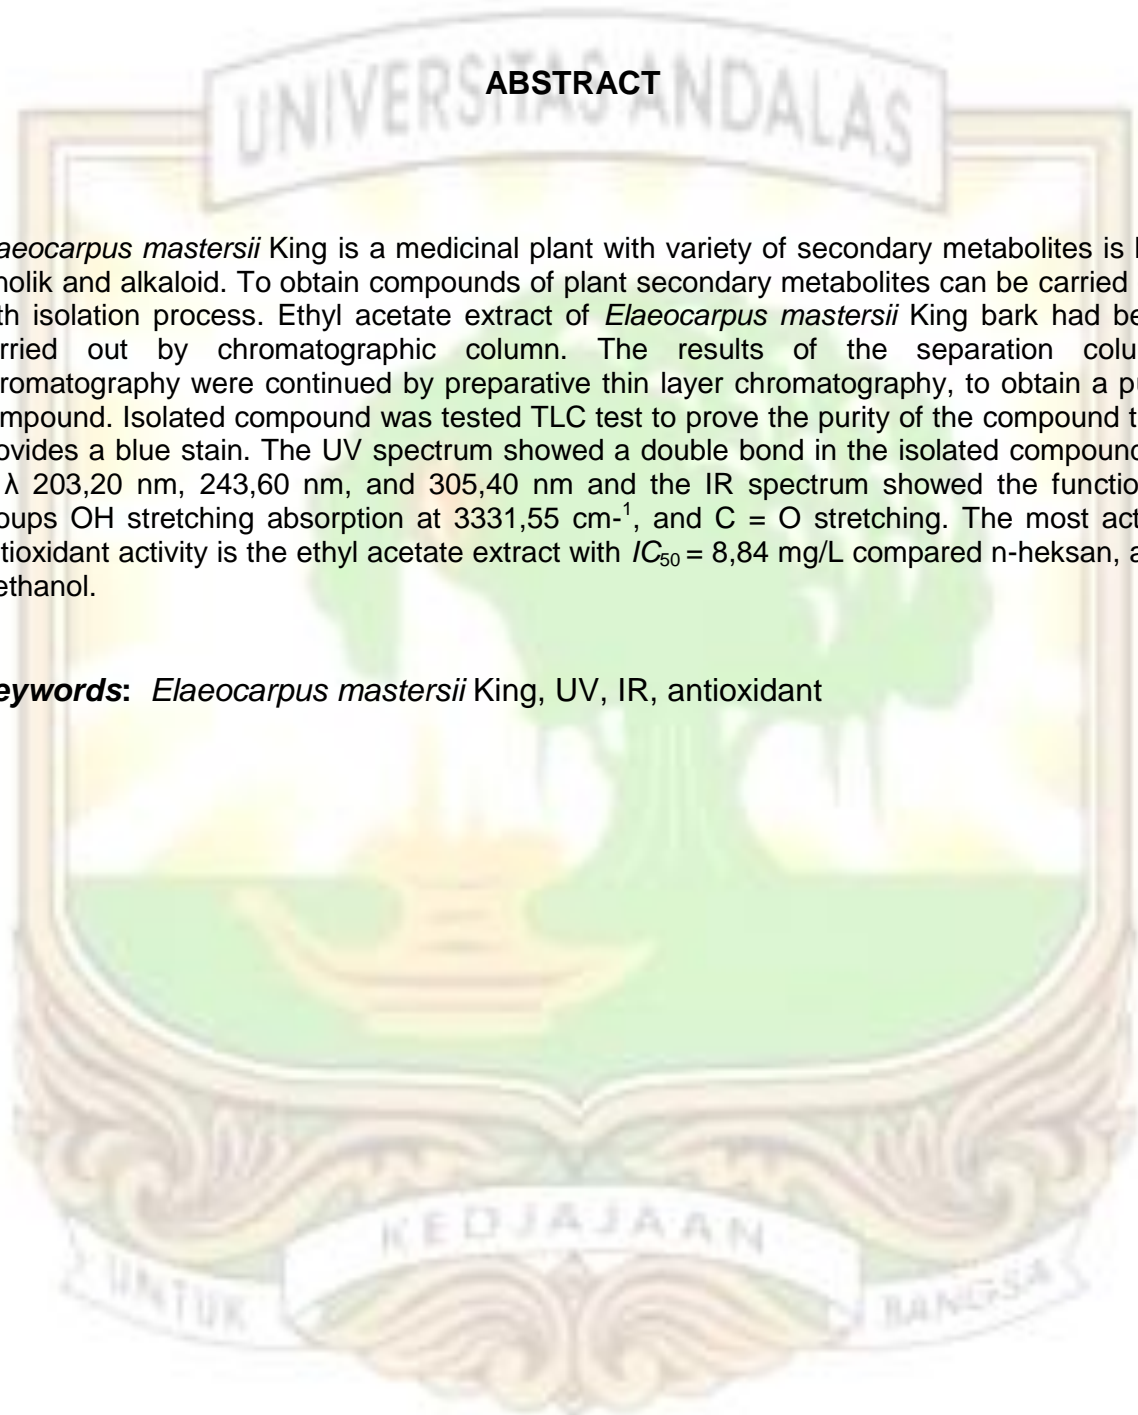 UNIVERSITAS ANDALAS
ABSTRACT
aeocarpus mastersii King is a medicinal plant with variety of secondary metabolites is
nolik and alkaloid. To obtain compounds of plant secondary metabolites can be carried
th isolation process. Ethyl acetate extract of Elaeocarpus mastersii King bark had be
rried out by chromatographic column. The results of the separation colu
romatography were continued by preparative thin layer chromatography, to obtain a pu
mpound. Isolated compound was tested TLC test to prove the purity of the compound t
ovides a blue stain. The UV spectrum showed a double bond in the isolated compound
λ 203,20 nm, 243,60 nm, and 305,40 nm and the IR spectrum showed the functio
oups OH stretching absorption at 3331,55 cm-¹, and C = O stretching. The most act
tioxidant activity is the ethyl acetate extract with IC₅₀ = 8,84 mg/L compared n-heksan, a
ethanol.
eywords: Elaeocarpus mastersii King, UV, IR, antioxidant
KEDJAJAAN
UNTUK BANGSA